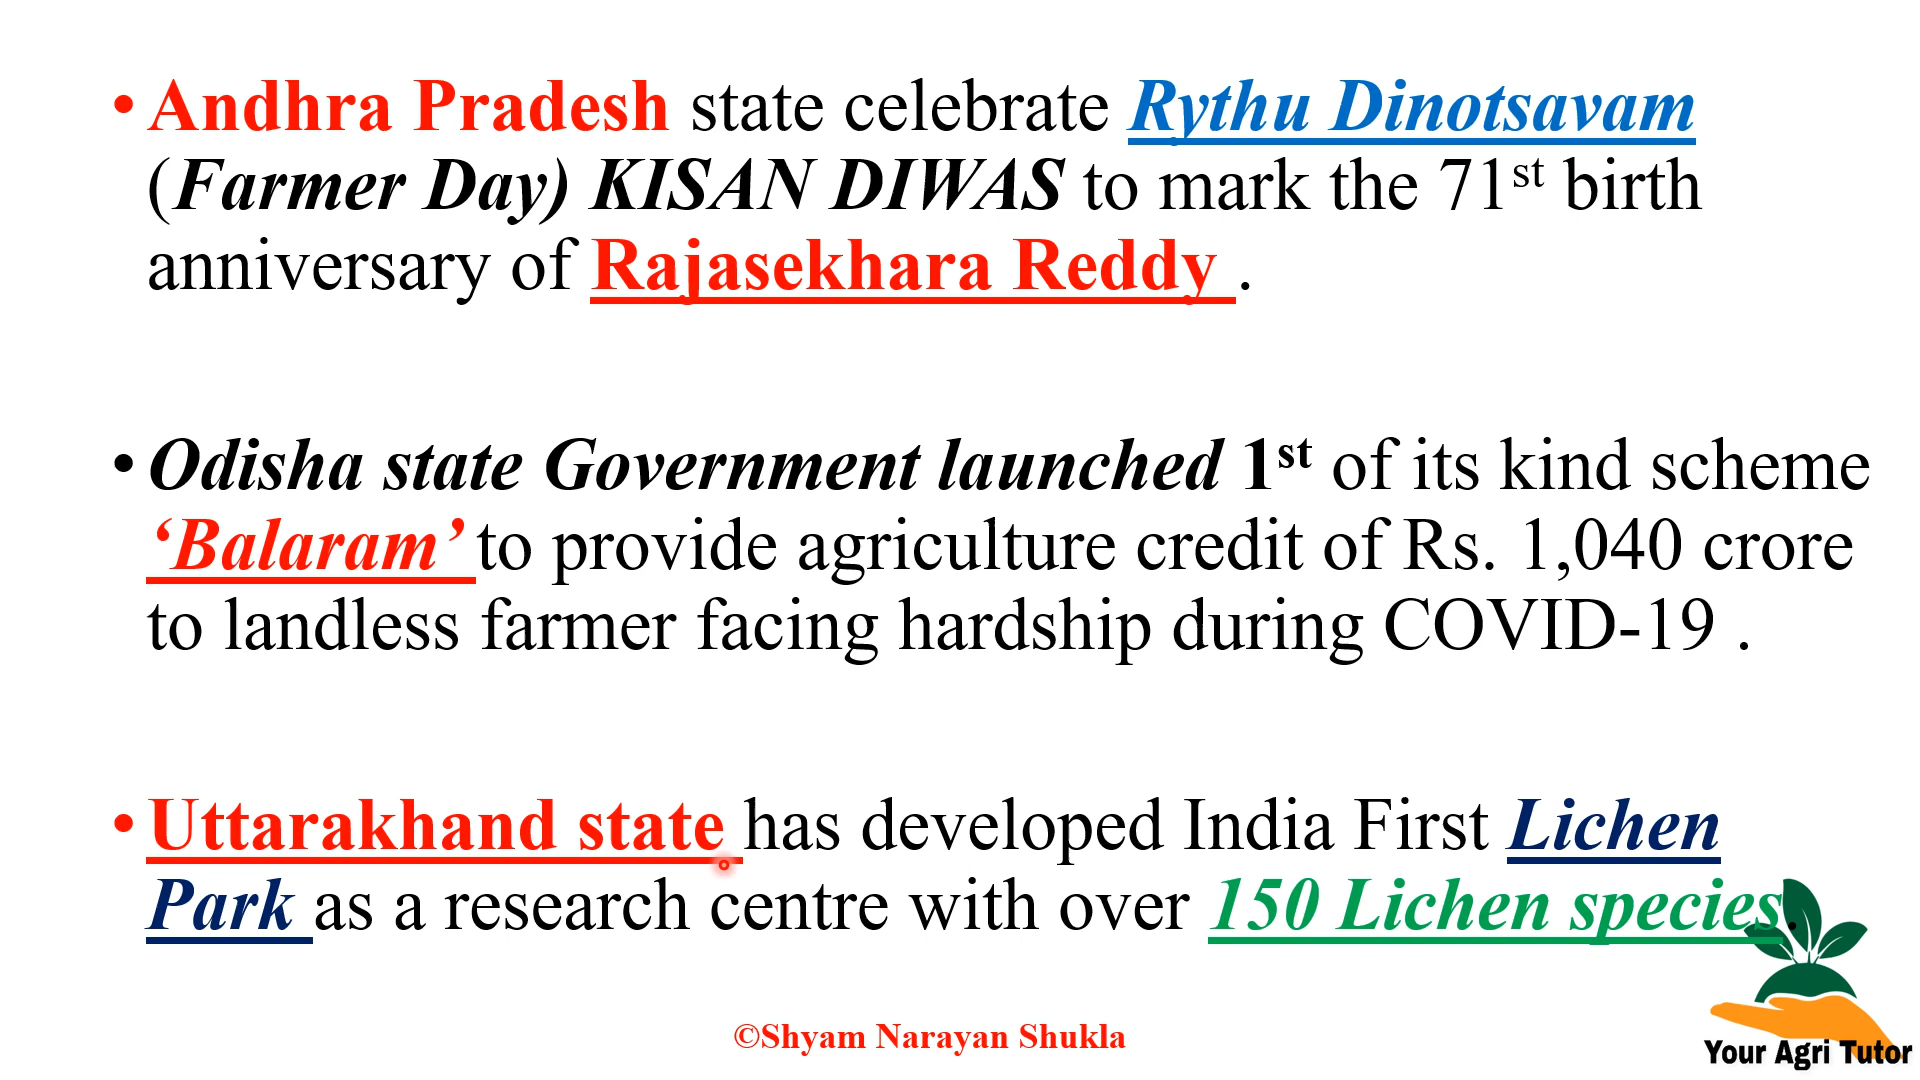 • Andhra Pradesh state celebrate Rythu Dinotsavam
(Farmer Day) KISAN DIWAS to mark the 71st birth
anniversary of Rajasekhara Reddy .
• Odisha state Government launched 1st of its kind scheme
‘Balaram’ to provide agriculture credit of Rs. 1,040 crore
to landless farmer facing hardship during COVID-19 .
• Uttarakhand state has developed India First Lichen
Park as a research centre with over 150 Lichen species.
©Shyam Narayan Shukla
Your Agri Tutor